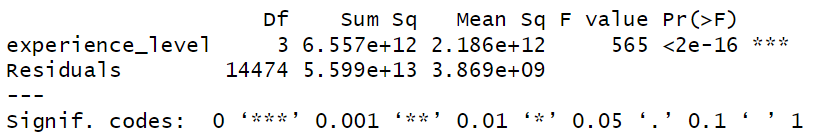 Df    Sum Sq   Mean Sq F value Pr(>F)
experience_level     3 6.557e+12 2.186e+12     565 <2e-16 ***
Residuals        14474 5.599e+13 3.869e+09
---
Signif. codes:  0 ‘***’ 0.001 ‘**’ 0.01 ‘*’ 0.05 ‘.’ 0.1 ‘ ’ 1